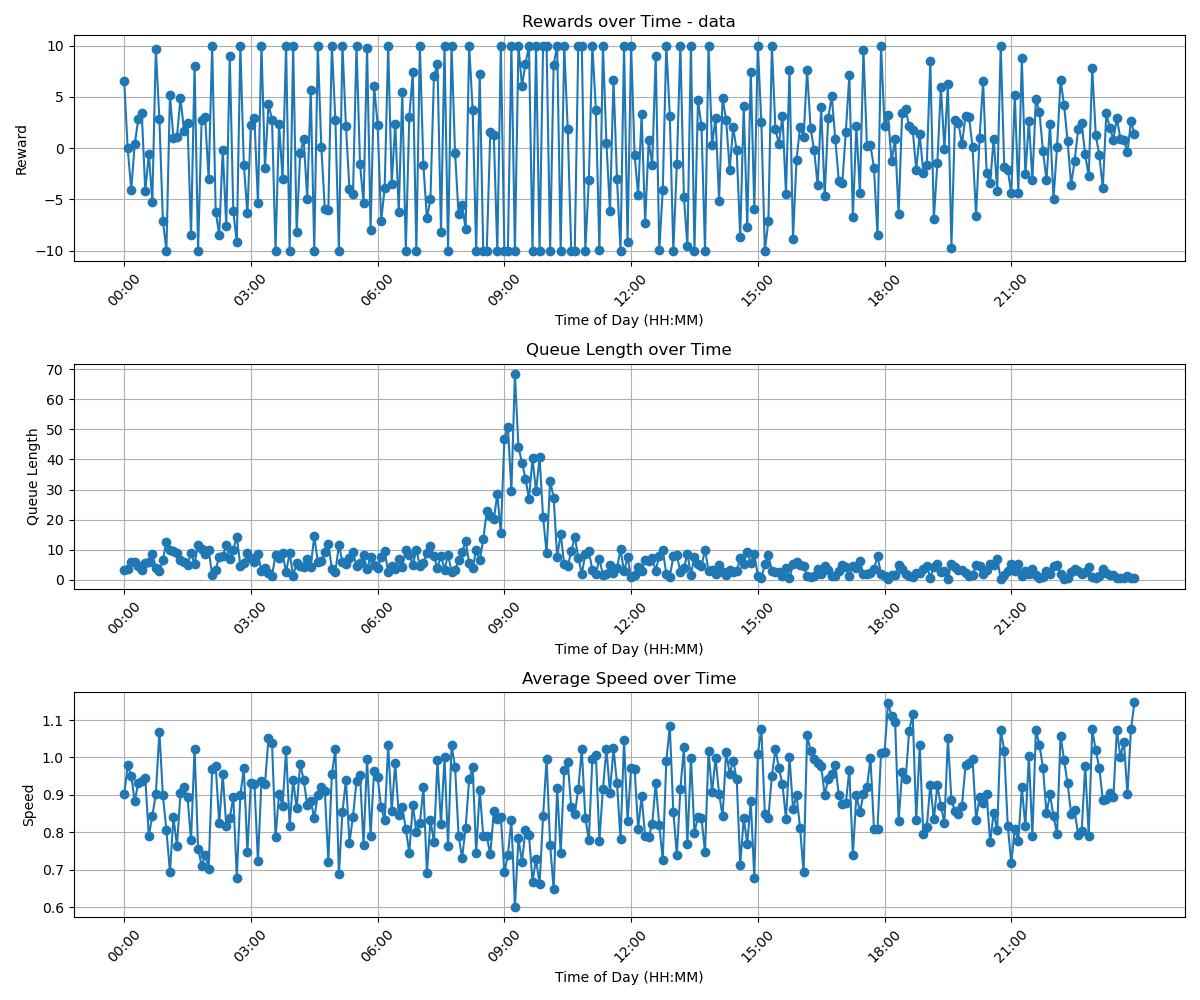 Rewards over Time - data
10
5
0
−5
−10
Reward
00:00 03:00 06:00 09:00 12:00 15:00 18:00 21:00
Time of Day (HH:MM)
Queue Length over Time
70
60
50
40
30
20
10
0
Queue Length
00:00 03:00 06:00 09:00 12:00 15:00 18:00 21:00
Time of Day (HH:MM)
Average Speed over Time
1.1
1.0
0.9
0.8
0.7
0.6
Speed
00:00 03:00 06:00 09:00 12:00 15:00 18:00 21:00
Time of Day (HH:MM)